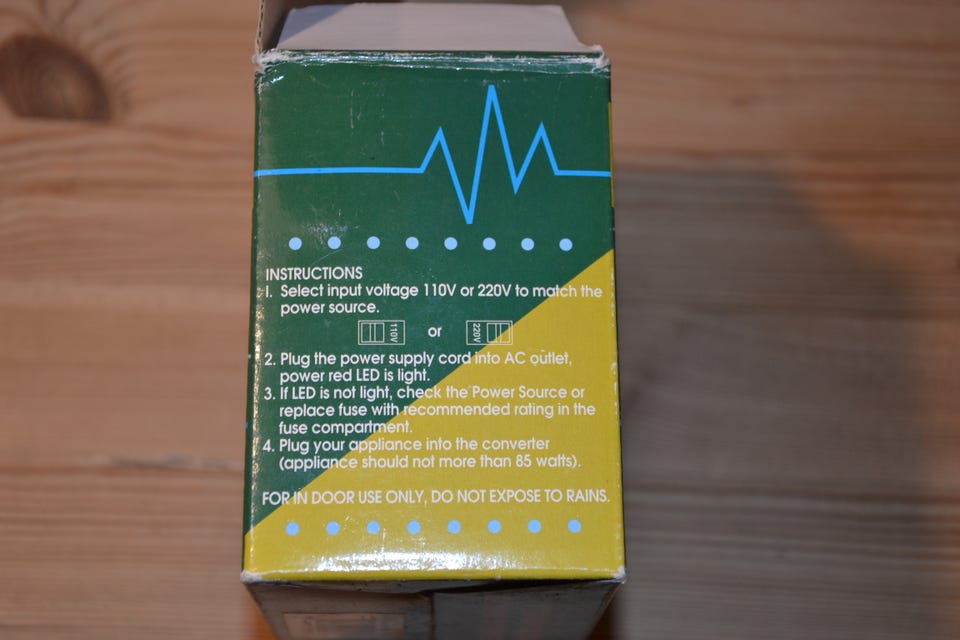 INSTRUCTIONS
1. Select input voltage 110V or 220V to match the
power source.
110V or 220V
2. Plug the power supply cord into AC outlet,
power red LED is light.
3. If LED is not light, check the Power Source or
replace fuse with recommended rating in the
fuse compartment.
4. Plug your appliance into the converter
(appliance should not more than 85 watts).
FOR IN DOOR USE ONLY, DO NOT EXPOSE TO RAINS.